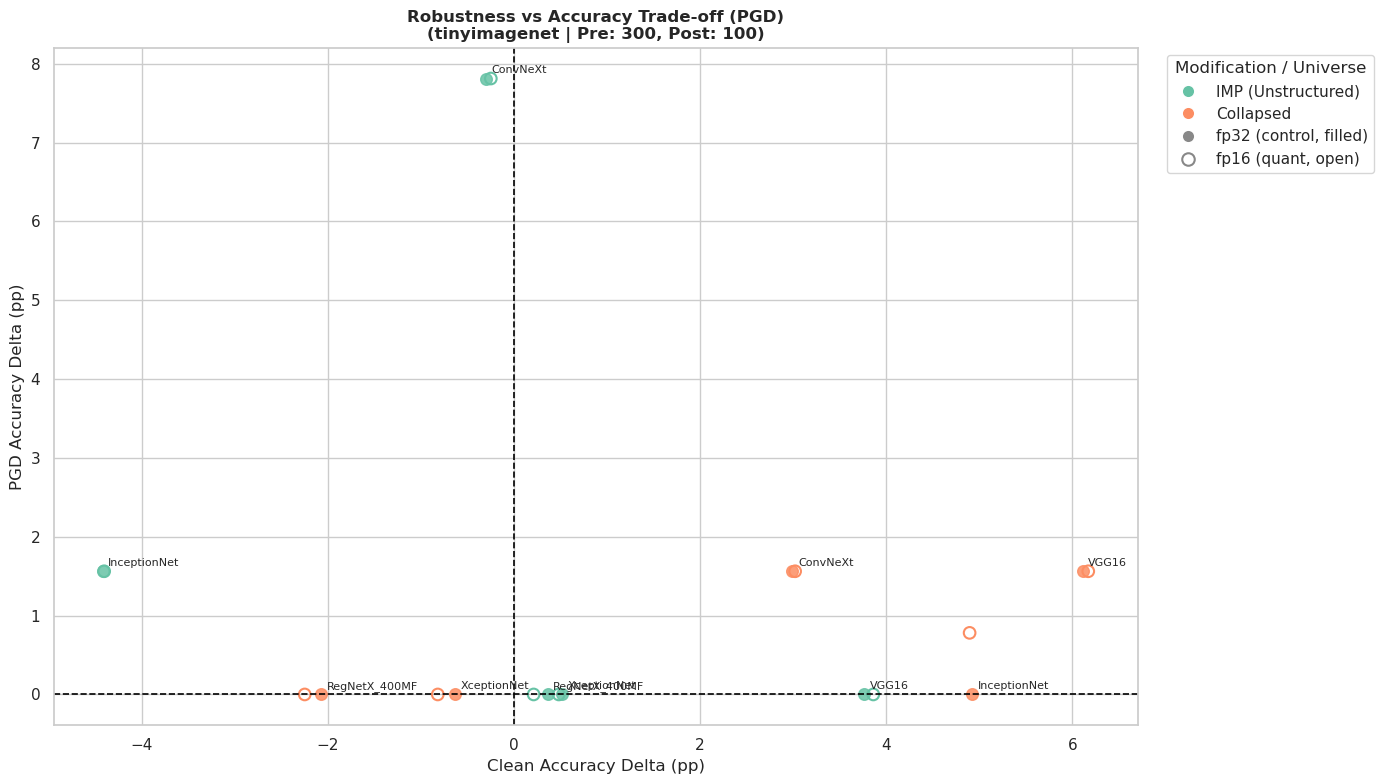 Robustness vs Accuracy Trade-off (PGD)
(tinyimagenet | Pre: 300, Post: 100)
Modification / Universe
IMP (Unstructured)
Collapsed
fp32 (control, filled)
fp16 (quant, open)
PGD Accuracy Delta (pp)
8
7
6
5
4
3
2
1
0
ConvNeXt
InceptionNet
ConvNeXt
VGG16
RegNetX_400MF
XceptionNet
RegNetX_400MF
XceptionNet
VGG16
InceptionNet
−4
−2
0
2
4
6
Clean Accuracy Delta (pp)